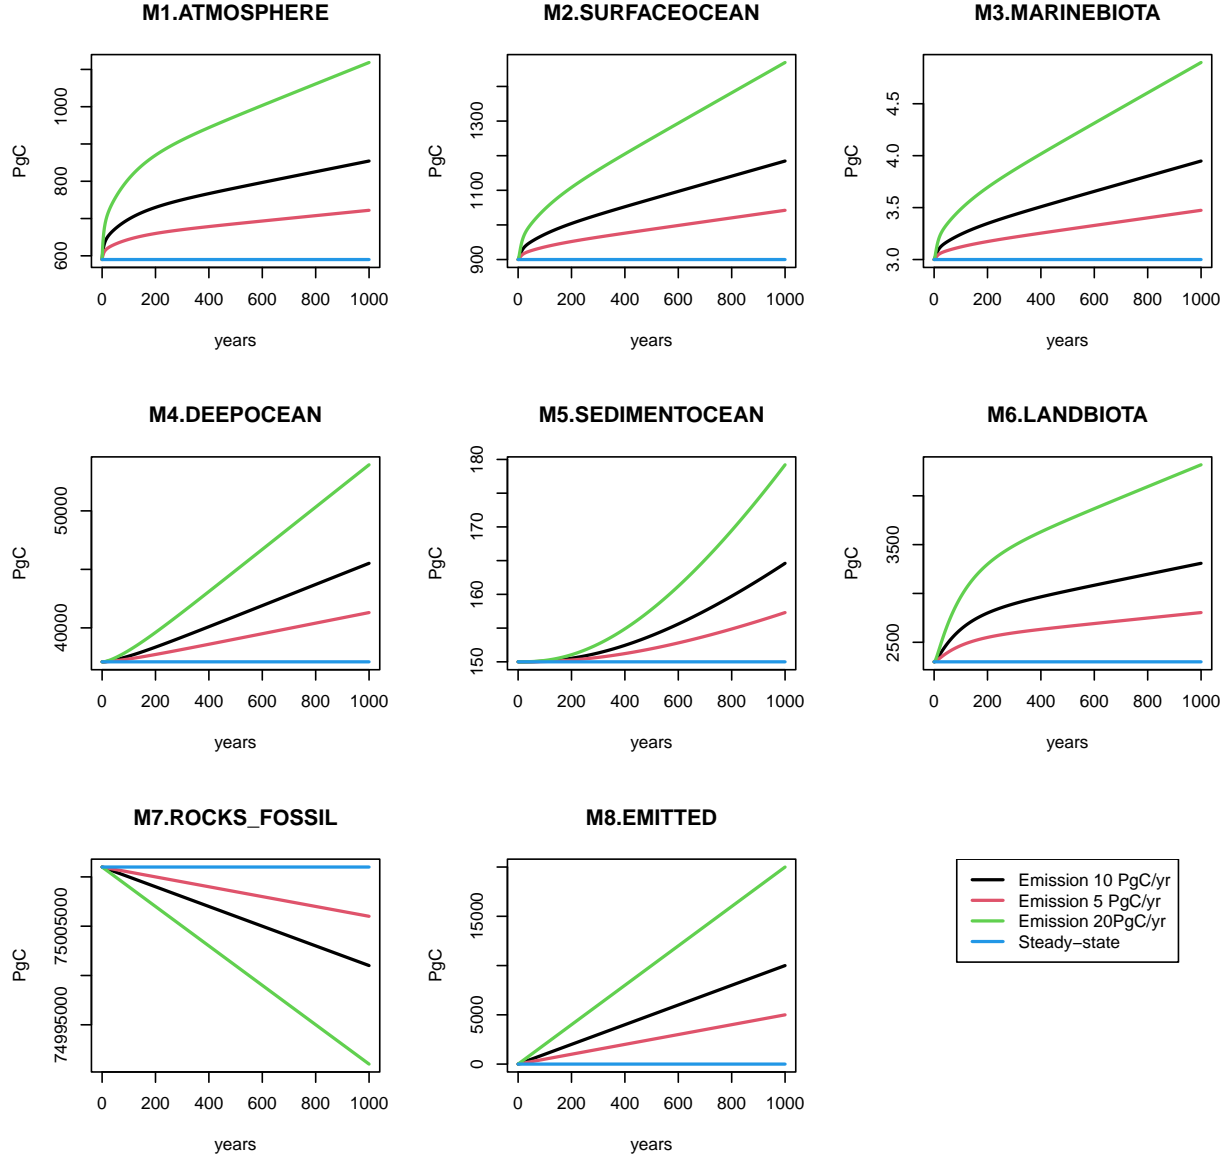 M1.ATMOSPHERE
PgC
600
800
1000
0 200 400 600 800 1000
years
M2.SURFACEOCEAN
PgC
900
1100
1300
0 200 400 600 800 1000
years
M3.MARINEBIOTA
PgC
3.0
3.5
4.0
4.5
0 200 400 600 800 1000
years
M4.DEEPOCEAN
PgC
40000
50000
0 200 400 600 800 1000
years
M5.SEDIMENTOCEAN
PgC
150
160
170
180
0 200 400 600 800 1000
years
M6.LANDBIOTA
PgC
2500
3500
0 200 400 600 800 1000
years
M7.ROCKS_FOSSIL
PgC
74995000
75005000
0 200 400 600 800 1000
years
M8.EMITTED
PgC
0
5000
15000
0 200 400 600 800 1000
years
Emission 10 PgC/yr
Emission 5 PgC/yr
Emission 20PgC/yr
Steady−state